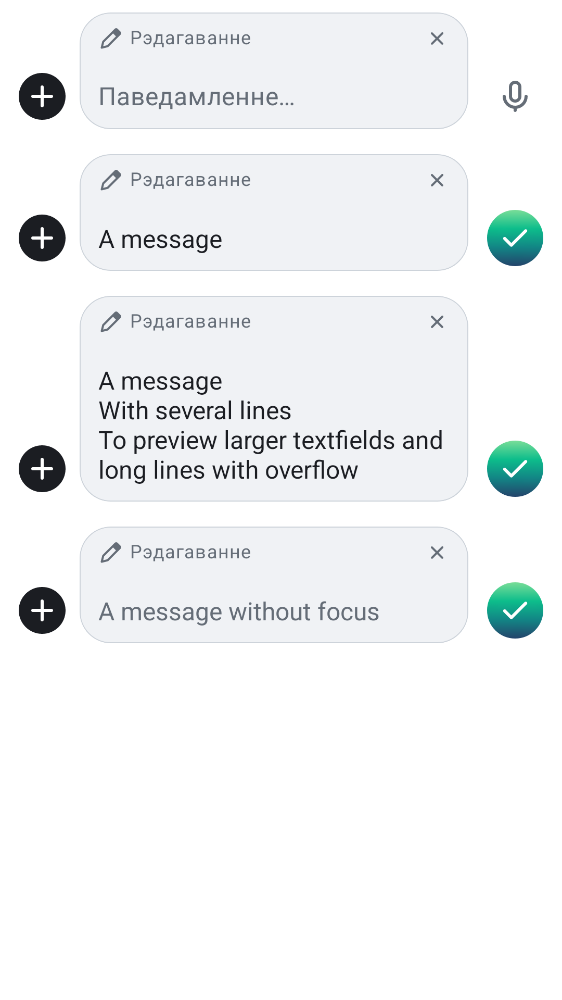 Рэдагаванне
Паведамленне…
Рэдагаванне
A message
Рэдагаванне
A message
With several lines
To preview larger textfields and
long lines with overflow
Рэдагаванне
A message without focus